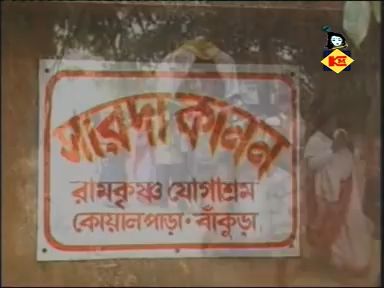 সারদা কানন
রামকৃষ্ণ যোগাশ্রম
কোয়ালপাড়া · বাঁকুড়া